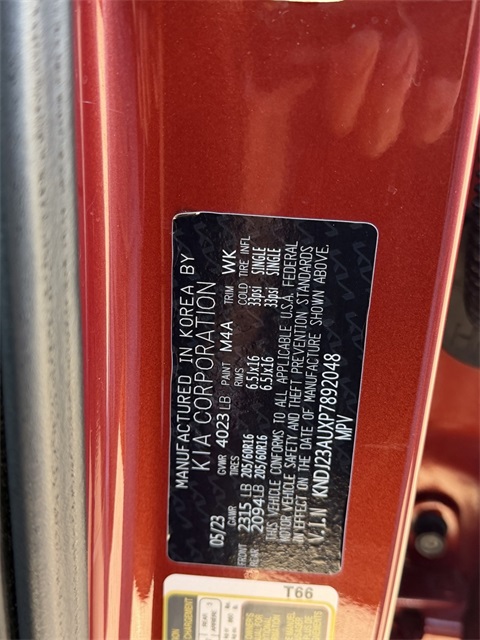 MANUFACTURED IN KOREA BY
KIA CORPORATION
05/23 GVWR 4023 LB PAINT M4A TRIM WK
GAWR TIRES RIMS COLD TIRE INFL
2315 LB 205/60R16 6.5Jx16 33psi SINGLE
2094LB 205/60R16 6.5Jx16 33psi SINGLE
THIS VEHICLE CONFORMS TO ALL APPLICABLE U.S.A. FEDERAL
MOTOR VEHICLE SAFETY AND THEFT PREVENTION STANDARDS
IN EFFECT ON THE DATE OF MANUFACTURE SHOWN ABOVE.
V.I.N KNDJ23AUXP7892048
MPV
T66